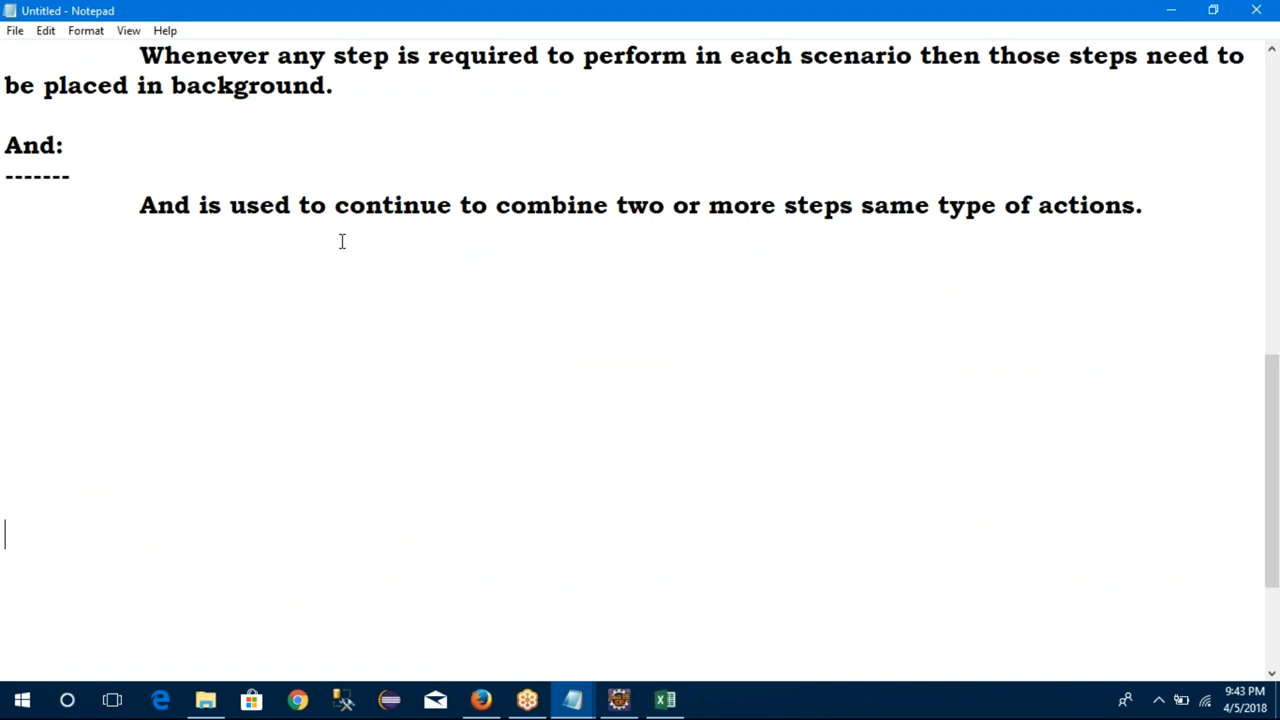 Untitled - Notepad
File Edit Format View Help
Whenever any step is required to perform in each scenario then those steps need to
be placed in background.
And:
-------
And is used to continue to combine two or more steps same type of actions.
9:43 PM
4/5/2018